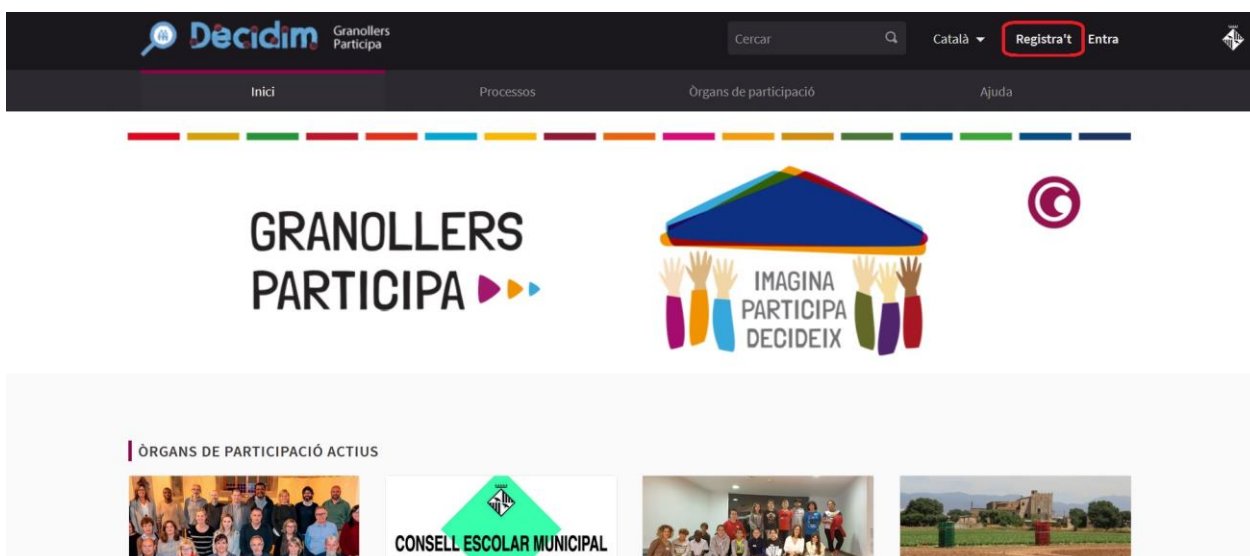 Decidim Granollers
Participa
Cercar
Català
Registra't
Entra
Inici
Processos
Òrgans de participació
Ajuda
GRANOLLERS
PARTICIPA
IMAGINA
PARTICIPA
DECIDEIX
ÒRGANS DE PARTICIPACIÓ ACTIUS
CONSELL ESCOLAR MUNICIPAL